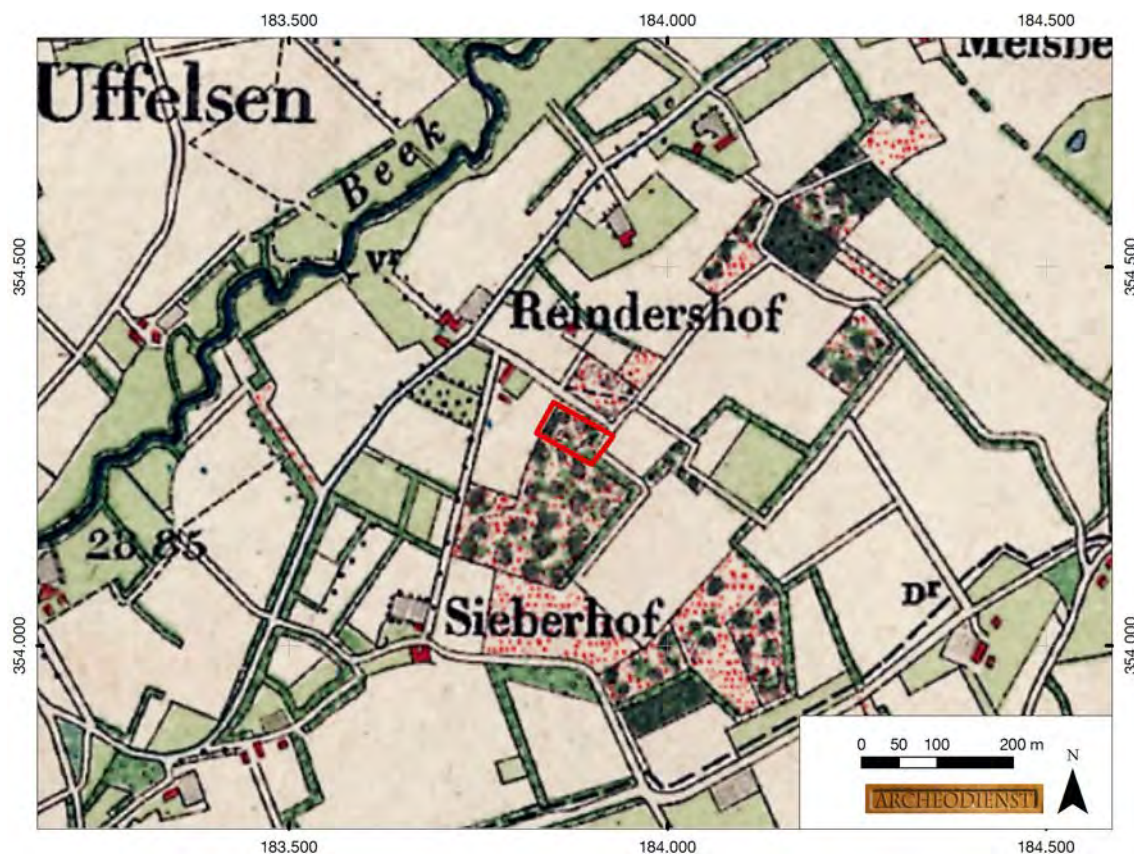 183.500 184.000 184.500
Uffelsen
Beek
vr.
354.500 354.500
Reindershof
28.85
Sieberhof
Dr
354.000 354.000
0 50 100 200 m
N
ARCHEODIENST
183.500 184.000 184.500